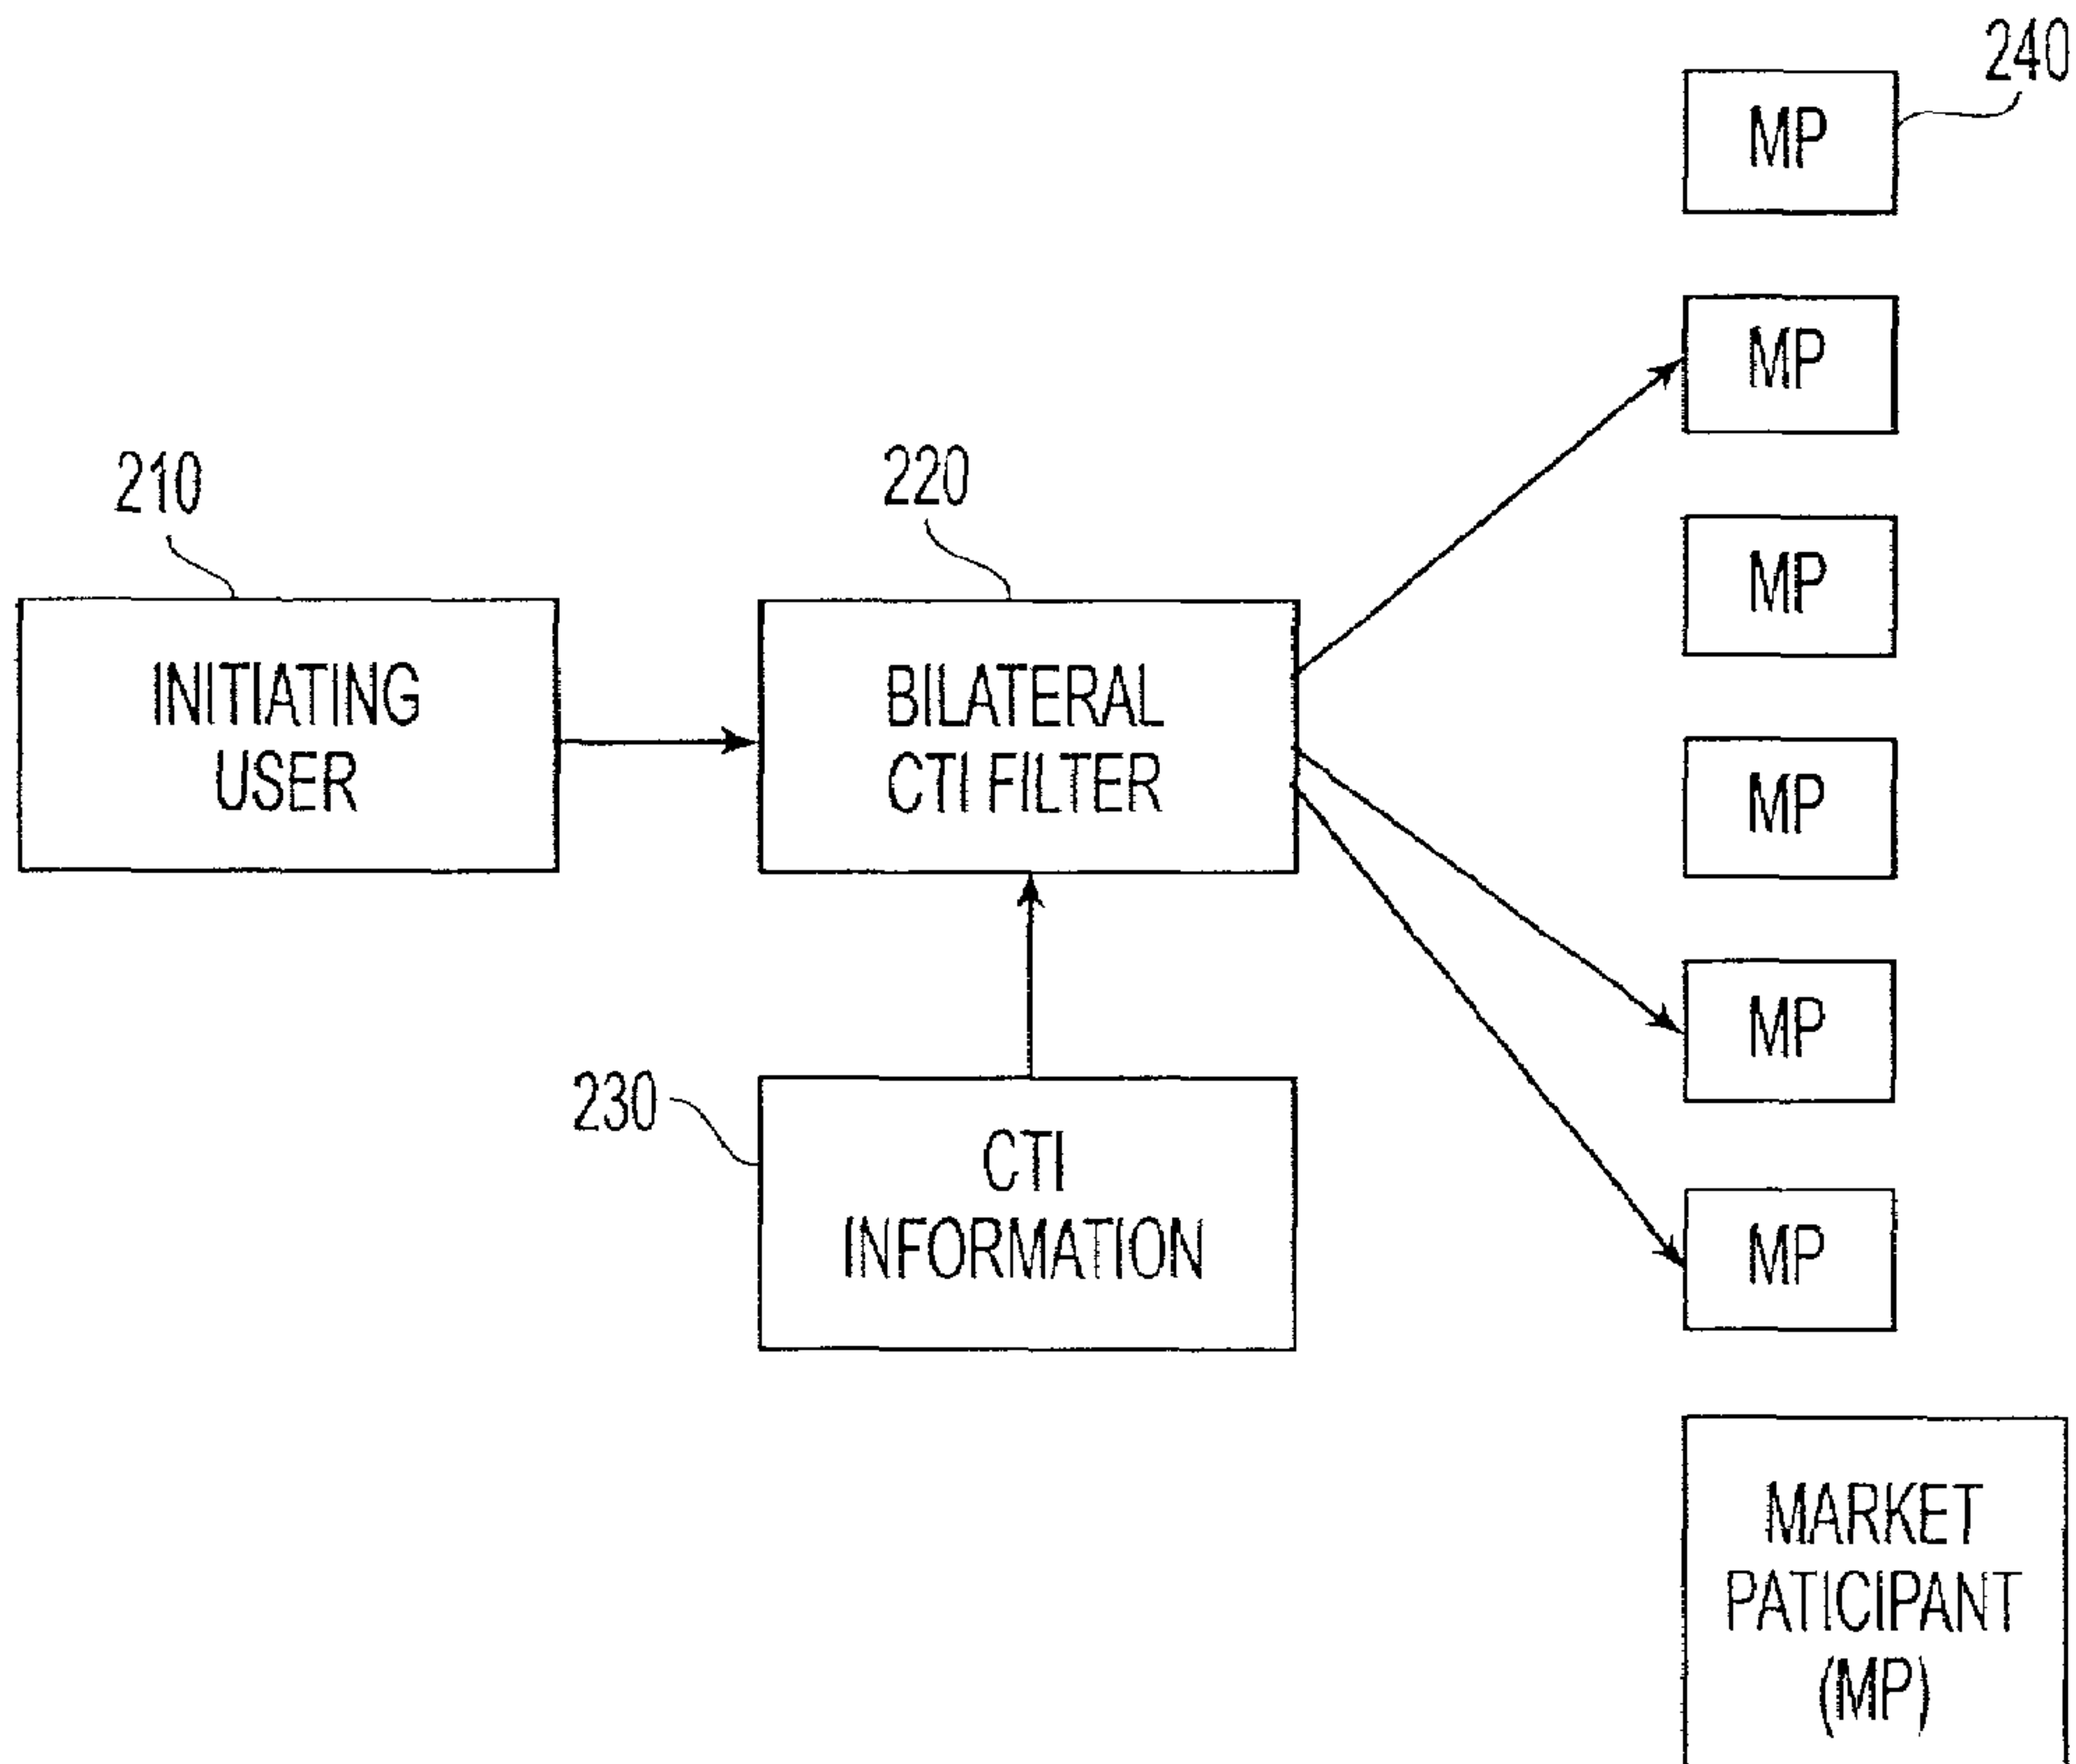 240
MP
MP
210
220
MP
INITIATING
USER
BILATERAL
CTI FILTER
MP
MP
230
CTI
INFORMATION
MP
MARKET
PATICIPANT
(MP)